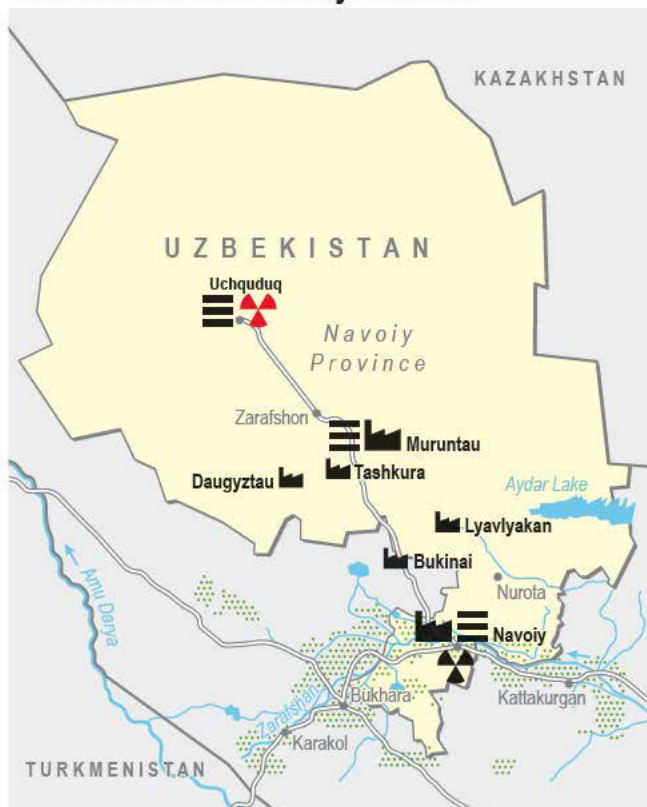 KAZAKHSTAN
UZBEKISTAN
Uchquduq
Navoiy
Province
Zarafshon
Muruntau
Daugyztau
Tashkura
Aydar Lake
Lyavlyakan
Bukinai
Nurota
Amu Darya
Navoiy
Zarafshan
Bukhara
Kattakurgan
Karakol
TURKMENISTAN